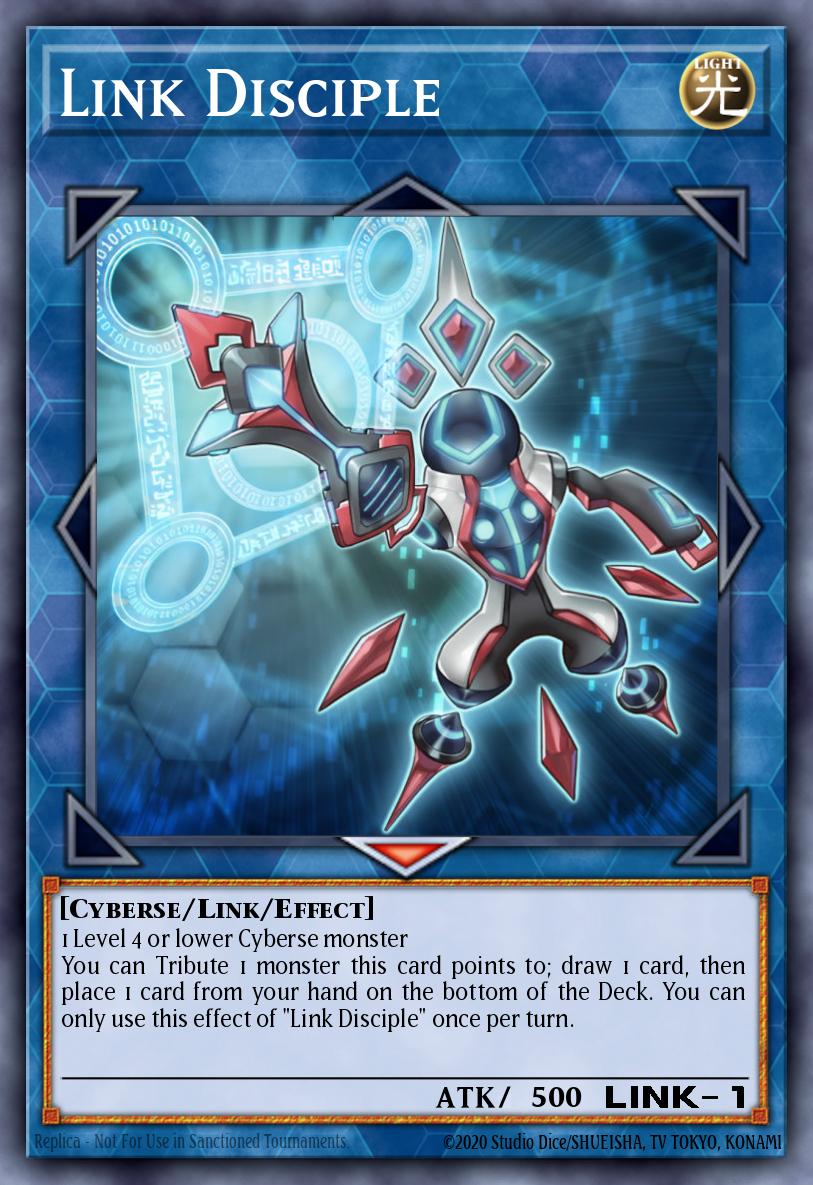 Link Disciple
LIGHT
光
[Cyberse/Link/Effect]
1 Level 4 or lower Cyberse monster
You can Tribute 1 monster this card points to; draw 1 card, then
place 1 card from your hand on the bottom of the Deck. You can
only use this effect of "Link Disciple" once per turn.
ATK/ 500 LINK-1
Replica - Not For Use in Sanctioned Tournaments.
©2020 Studio Dice/SHUEISHA, TV TOKYO, KONAMI